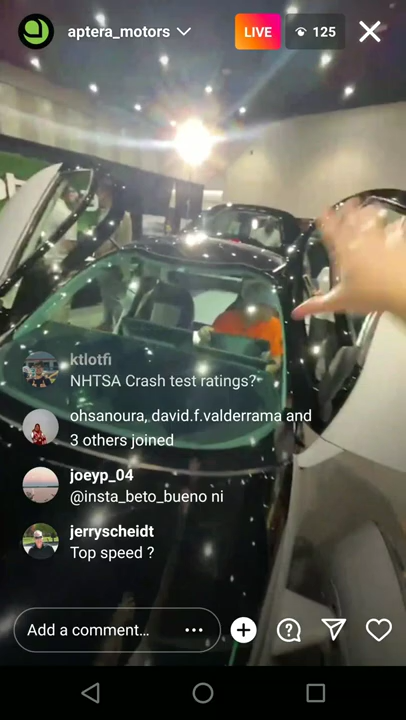 aptera_motors
LIVE
125
ktlotfi
NHTSA Crash test ratings?
ohsanoura, david.f.valderrama and
3 others joined
joeyp_04
@insta_beto_bueno ni
jerryscheidt
Top speed ?
Add a comment...